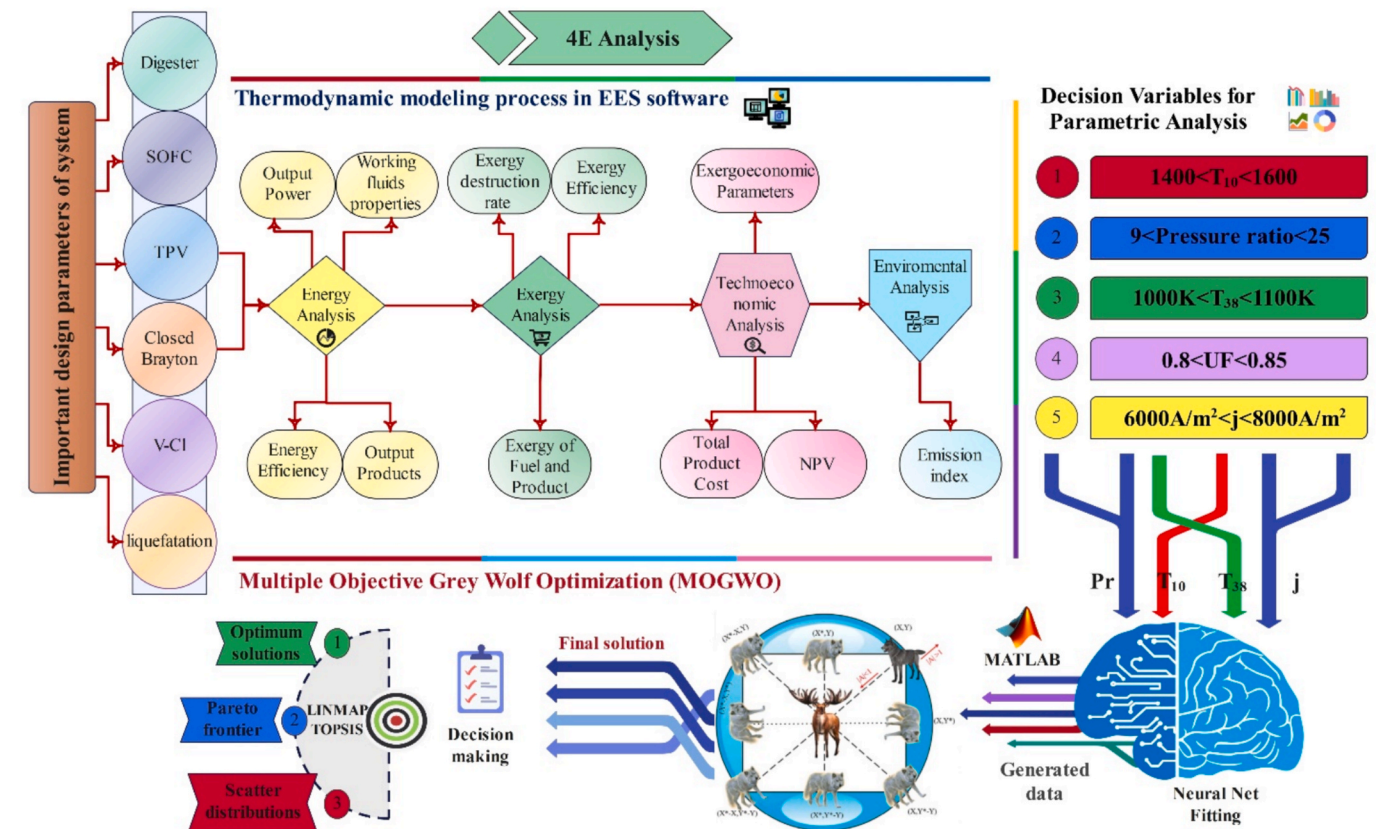 4E Analysis
Thermodynamic modeling process in EES software
Important design parameters of system
Digester
SOFC
TPV
Closed
Brayton
V-Cl
liquefatation
Output
Power
Working
fluids
properties
Exergy
destruction
rate
Exergy
Efficiency
Exergoeconomic
Parameters
Energy
Analysis
Exergy
Analysis
Technoeco
nomic
Analysis
Enviromental
Analysis
Energy
Efficiency
Output
Products
Exergy of
Fuel and
Product
Total
Product
Cost
NPV
Emission
index
Decision Variables for
Parametric Analysis
1
1400<T₁₀<1600
2
9<Pressure ratio<25
3
1000K<T₃₈<1100K
4
0.8<UF<0.85
5
6000A/m²<j<8000A/m²
Pr
T₁₀
T₃₈
j
MATLAB
Generated
data
Neural Net
Fitting
Multiple Objective Grey Wolf Optimization (MOGWO)
Optimum
solutions
1
Pareto
frontier
2
Scatter
distributions
3
LINMAP
TOPSIS
Decision
making
Final solution
(X*-X,Y)
(X*,Y)
(X,Y)
(X,Y*)
(X*-X,Y*-Y)
(X*,Y*-Y)
(X,Y*-Y)